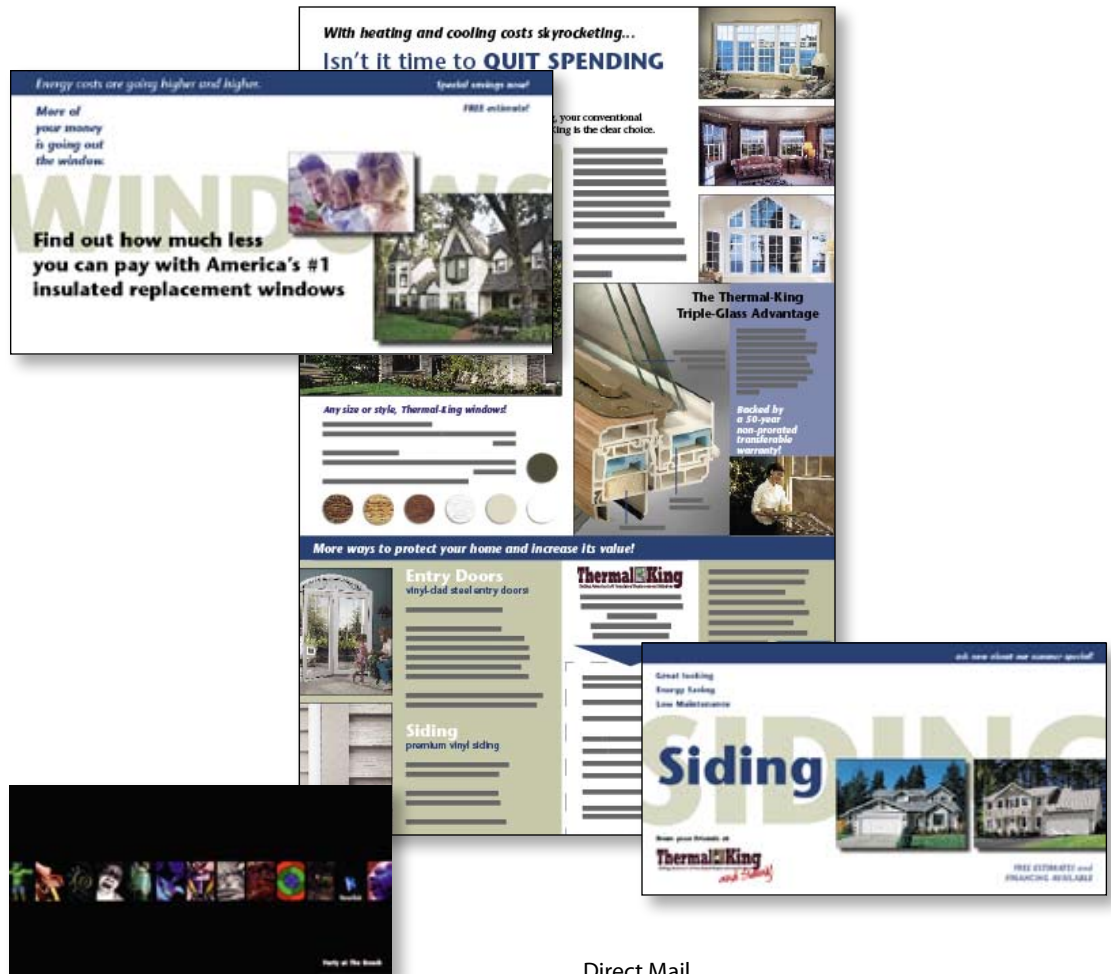 With heating and cooling costs skyrocketing...
Isn't it time to QUIT SPENDING
, your conventional
King is the clear choice.
Energy costs are going higher and higher.
Special savings now!
More of
your money
is going out
the window.
FREE estimate!
WINDOWS
Find out how much less
you can pay with America's #1
insulated replacement windows
The Thermal-King
Triple-Glass Advantage
Backed by
a 50-year
non-prorated
transferable
warranty!
Any size or style, Thermal-King windows!
More ways to protect your home and increase its value!
Entry Doors
vinyl-clad steel entry doors!
Thermal King
Siding
premium vinyl siding
ask now about our summer special!
Great looking
Energy Saving
Low Maintenance
SIDING
Siding
from your friends at
Thermal King
and Siding!
FREE ESTIMATES and
FINANCING AVAILABLE
Party at The
Direct Mail